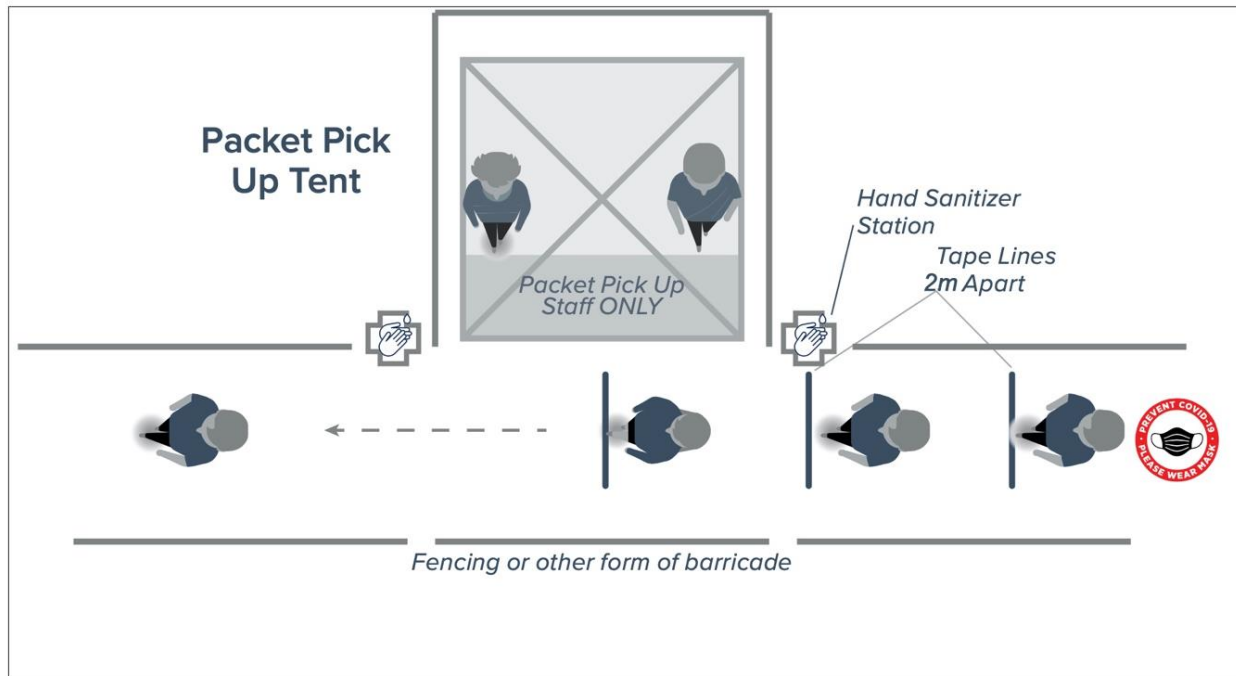 Packet Pick
Up Tent
Hand Sanitizer
Station
Tape Lines
2m Apart
Packet Pick Up
Staff ONLY
PREVENT COVID-19
PLEASE WEAR MASK
Fencing or other form of barricade